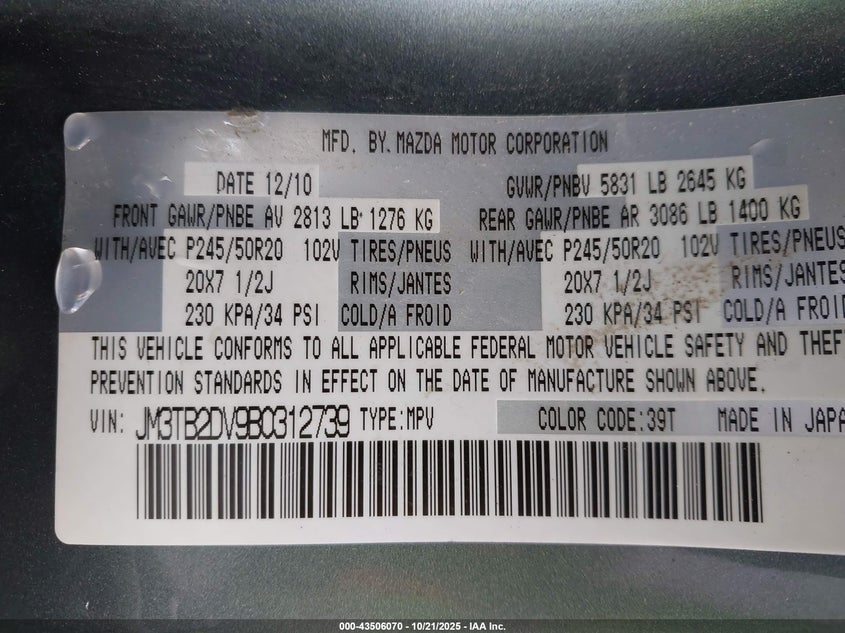 MFD. BY. MAZDA MOTOR CORPORATION
DATE 12/10 GVWR/PNBV 5831 LB 2645 KG
FRONT GAWR/PNBE AV 2813 LB 1276 KG REAR GAWR/PNBE AR 3086 LB 1400 KG
WITH/AVEC P245/50R20 102V TIRES/PNEUS WITH/AVEC P245/50R20 102V TIRES/PNEUS
20X7 1/2J RIMS/JANTES 20X7 1/2J RIMS/JANTES
230 KPA/34 PSI COLD/A FROID 230 KPA/34 PSI COLD/A FROID
THIS VEHICLE CONFORMS TO ALL APPLICABLE FEDERAL MOTOR VEHICLE SAFETY AND THEFT
PREVENTION STANDARDS IN EFFECT ON THE DATE OF MANUFACTURE SHOWN ABOVE.
VIN: JM3TB2DV9B0312739 TYPE:MPV COLOR CODE:39T MADE IN JAPA
000-43506070 - 10/21/2025 - IAA Inc.